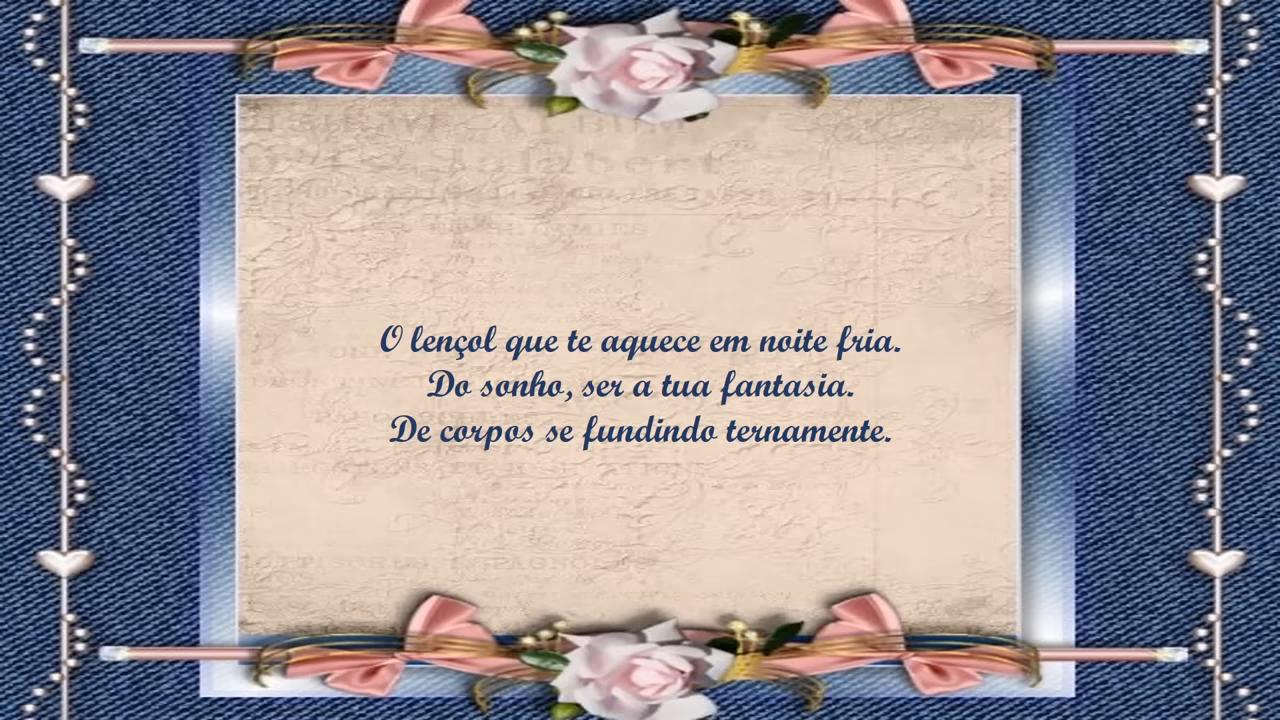 O lençol que te aquece em noite fria.
Do sonho, ser a tua fantasia.
De corpos se fundindo ternamente.